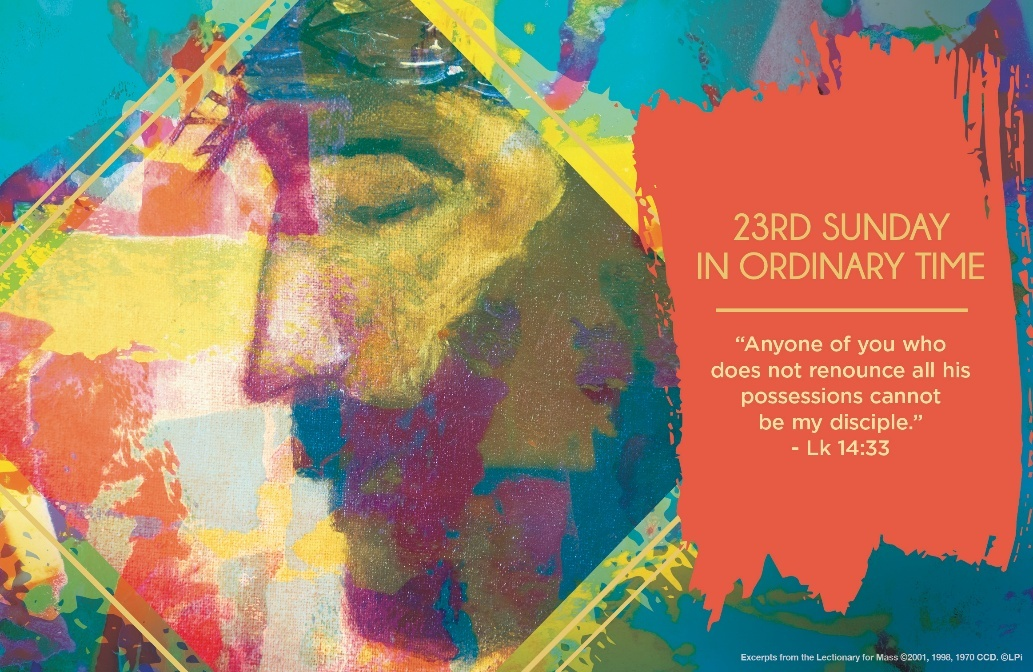 23RD SUNDAY
IN ORDINARY TIME
“Anyone of you who
does not renounce all his
possessions cannot
be my disciple.”
- Lk 14:33
Excerpts from the Lectionary for Mass ©2001, 1998, 1970 CCD. ©LPi